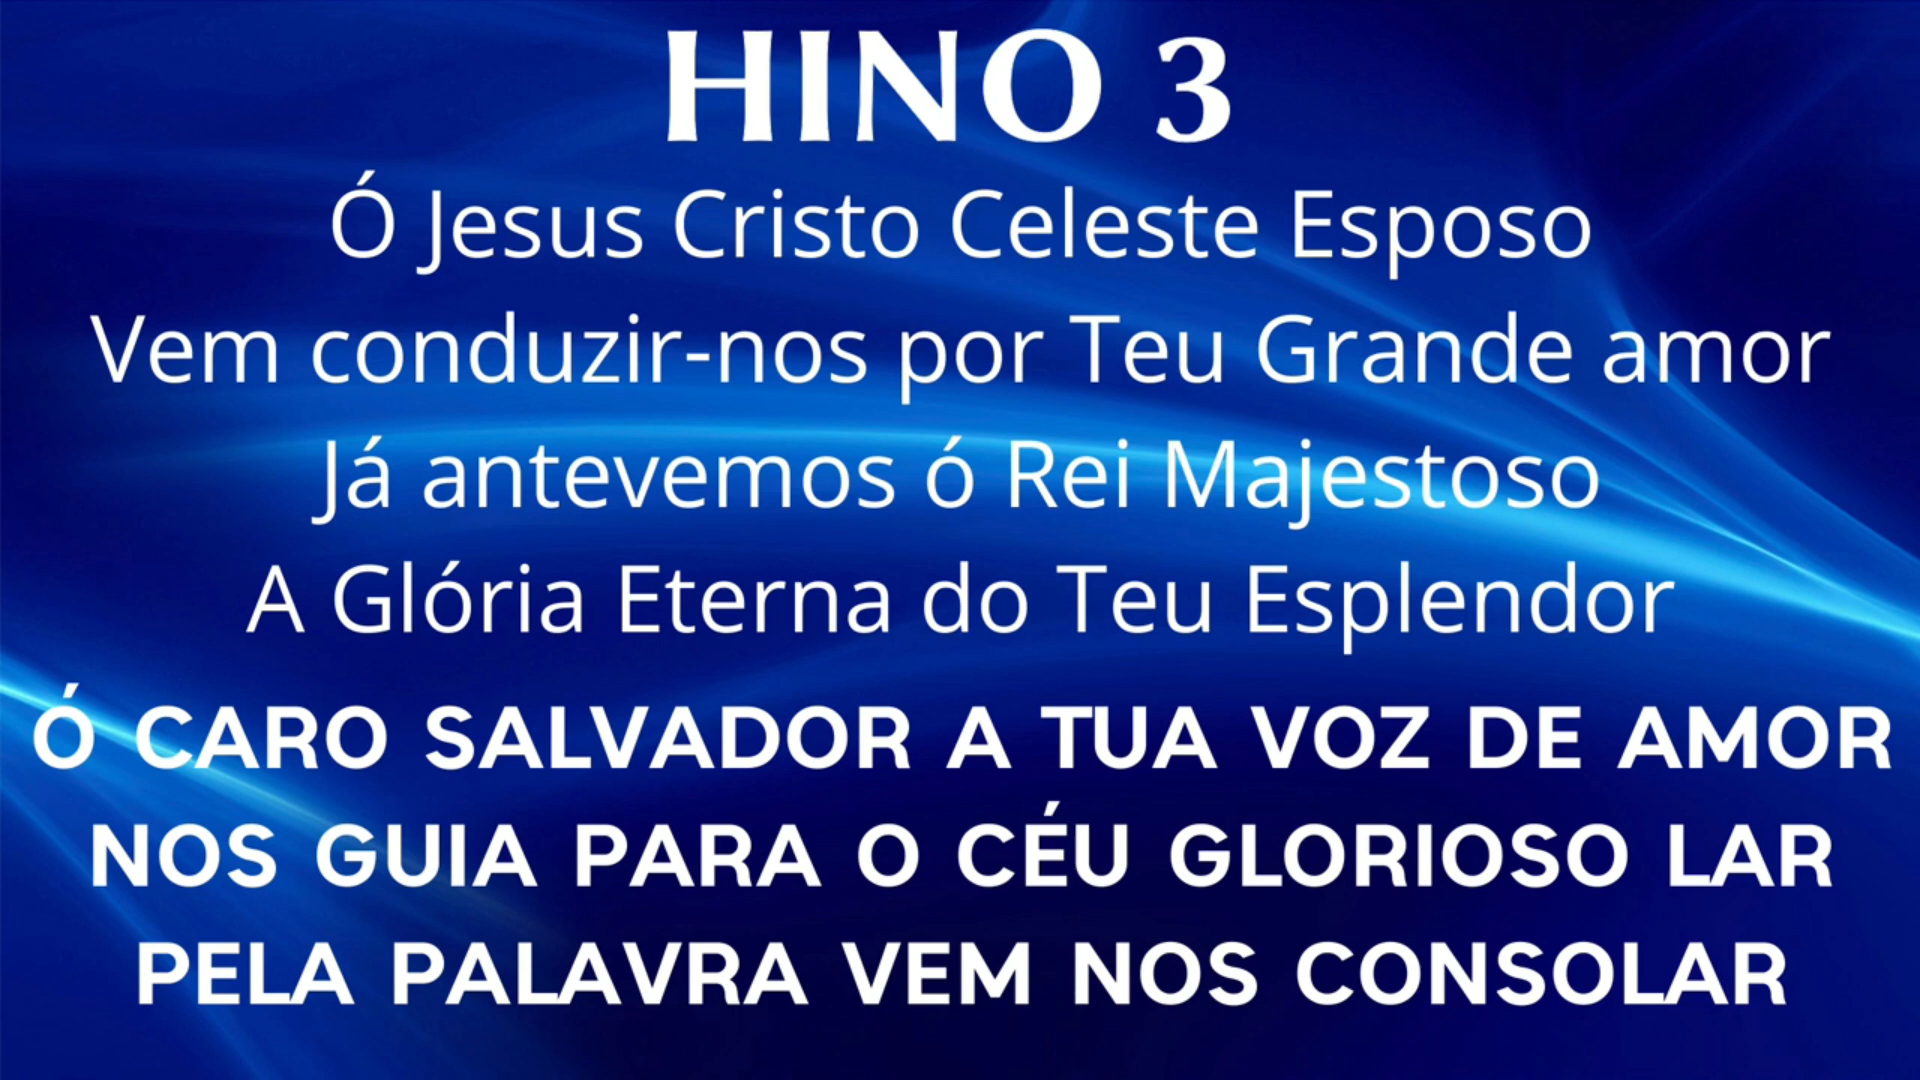 HINO 3
Ó Jesus Cristo Celeste Esposo
Vem conduzir-nos por Teu Grande amor
Já antevemos ó Rei Majestoso
A Glória Eterna do Teu Esplendor
Ó CARO SALVADOR A TUA VOZ DE AMOR
NOS GUIA PARA O CÉU GLORIOSO LAR
PELA PALAVRA VEM NOS CONSOLAR